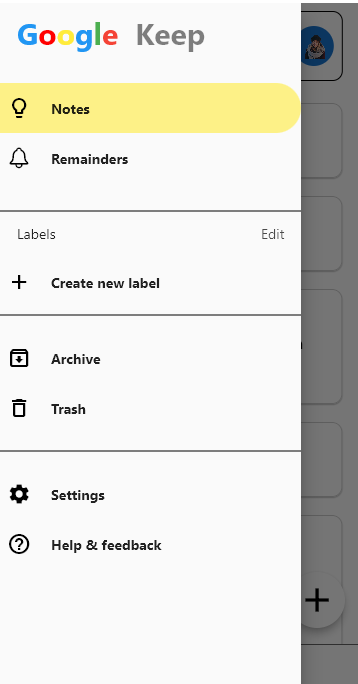 Google Keep
Notes
Remainders
Labels Edit
Create new label
Archive
Trash
Settings
Help & feedback